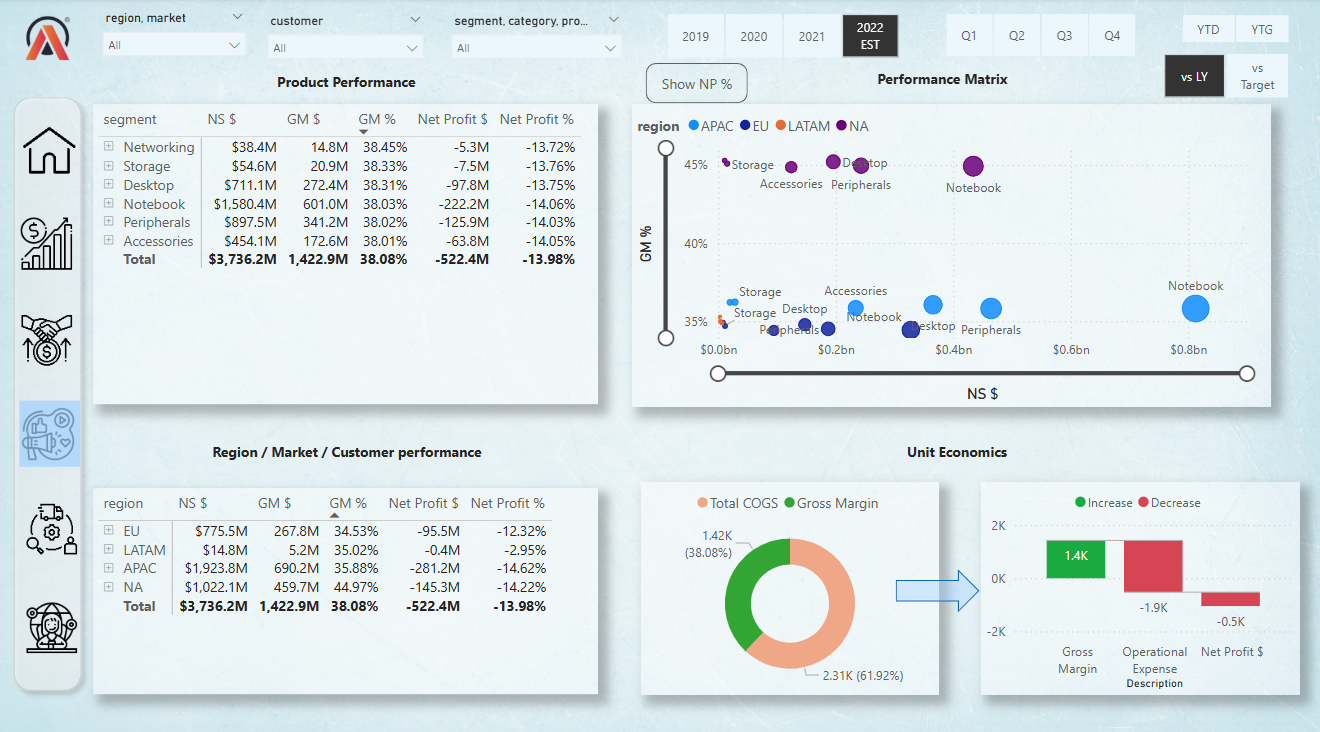 region, market
All
customer
All
segment, category, pro...
All
2019
2020
2021
2022
EST
Q1
Q2
Q3
Q4
YTD
YTG
vs LY
vs
Target
Product Performance
segment NS $ GM $ GM % Net Profit $ Net Profit %
Networking $38.4M 14.8M 38.45% -5.3M -13.72%
Storage $54.6M 20.9M 38.33% -7.5M -13.76%
Desktop $711.1M 272.4M 38.31% -97.8M -13.75%
Notebook $1,580.4M 601.0M 38.03% -222.2M -14.06%
Peripherals $897.5M 341.2M 38.02% -125.9M -14.03%
Accessories $454.1M 172.6M 38.01% -63.8M -14.05%
Total $3,736.2M 1,422.9M 38.08% -522.4M -13.98%
Show NP %
Performance Matrix
region APAC EU LATAM NA
GM %
45%
40%
35%
Storage
Desktop
Accessories
Peripherals
Notebook
Storage
Accessories
Notebook
Storage
Desktop
Notebook
Peripherals
Desktop
Peripherals
$0.0bn $0.2bn $0.4bn $0.6bn $0.8bn
NS $
Region / Market / Customer performance
region NS $ GM $ GM % Net Profit $ Net Profit %
EU $775.5M 267.8M 34.53% -95.5M -12.32%
LATAM $14.8M 5.2M 35.02% -0.4M -2.95%
APAC $1,923.8M 690.2M 35.88% -281.2M -14.62%
NA $1,022.1M 459.7M 44.97% -145.3M -14.22%
Total $3,736.2M 1,422.9M 38.08% -522.4M -13.98%
Unit Economics
Total COGS Gross Margin
1.42K
(38.08%)
2.31K (61.92%)
Increase Decrease
2K
0K
-2K
1.4K
-1.9K
-0.5K
Gross
Margin
Operational
Expense
Net Profit $
Description